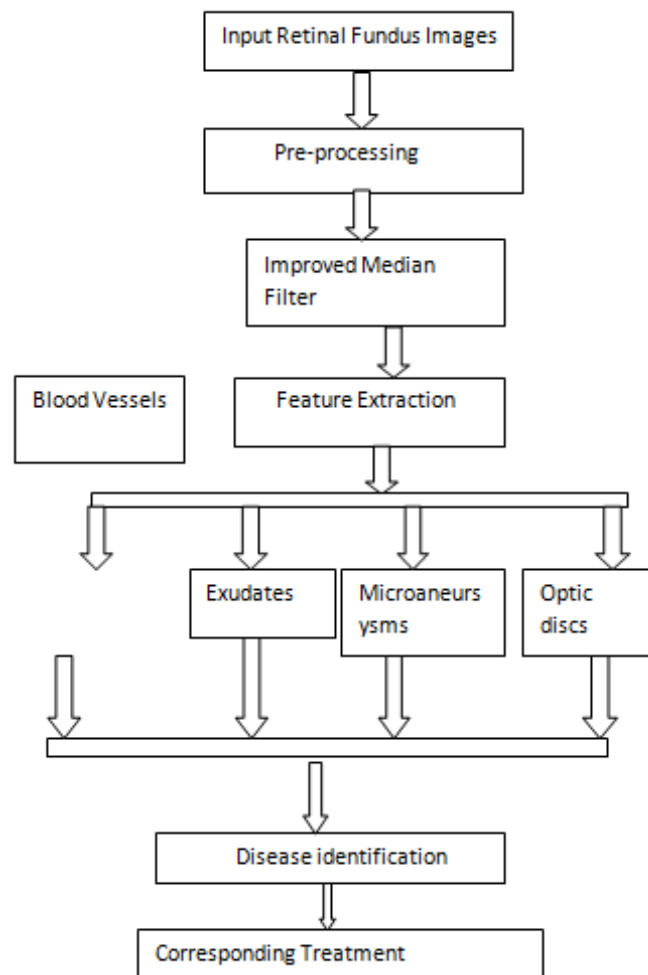 Input Retinal Fundus Images
Pre-processing
Improved Median
Filter
Blood Vessels
Feature Extraction
Exudates
Microaneurs
ysms
Optic
discs
Disease identification
Corresponding Treatment